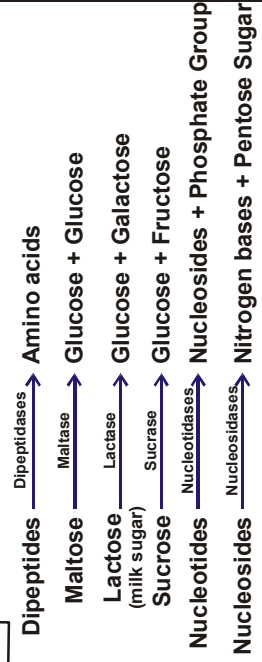 Dipeptides Dipeptidases Amino acids
Maltose Maltase Glucose + Glucose
Lactose Lactase Glucose + Galactose
(milk sugar)
Sucrose Sucrase Glucose + Fructose
Nucleotides Nucleotidases Nucleosides + Phosphate Group
Nucleosides Nucleosidases Nitrogen bases + Pentose Sugar